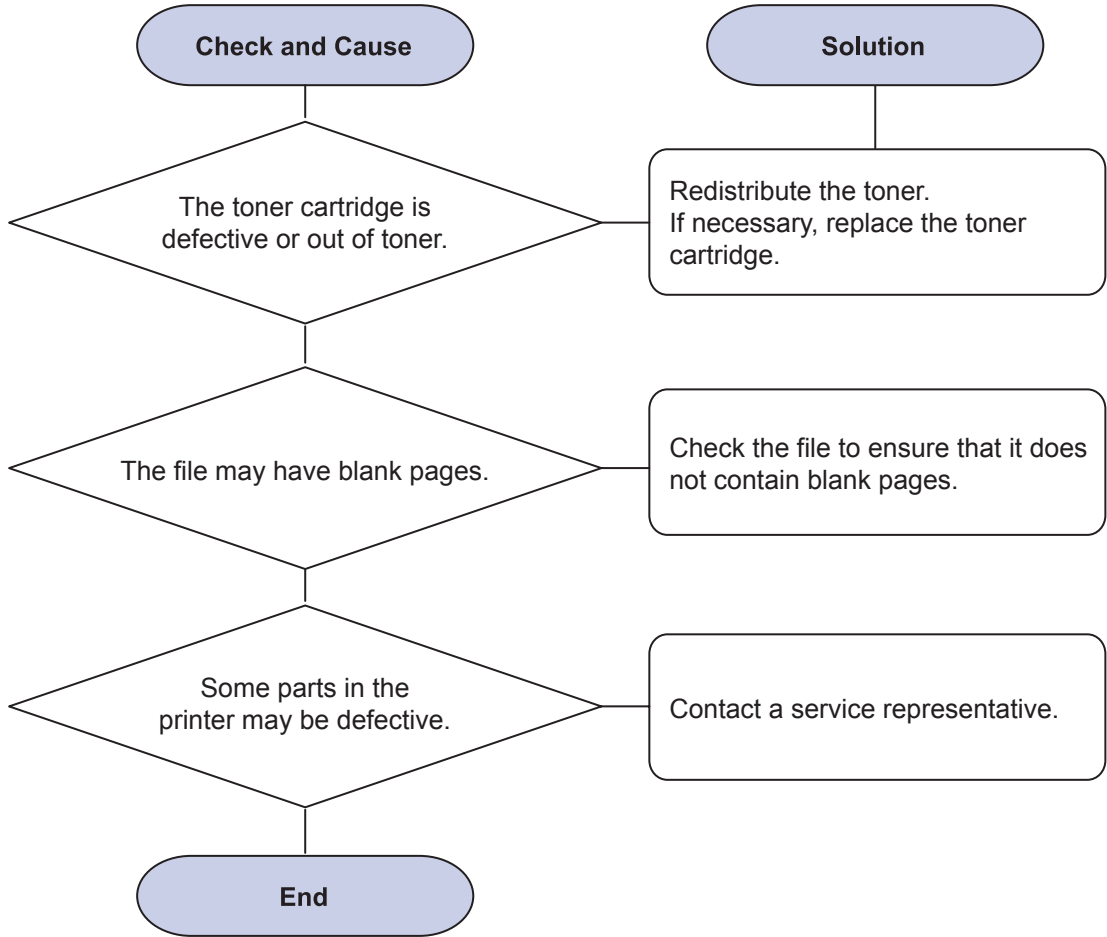 Check and Cause
Solution
The toner cartridge is
defective or out of toner.
Redistribute the toner.
If necessary, replace the toner
cartridge.
The file may have blank pages.
Check the file to ensure that it does
not contain blank pages.
Some parts in the
printer may be defective.
Contact a service representative.
End